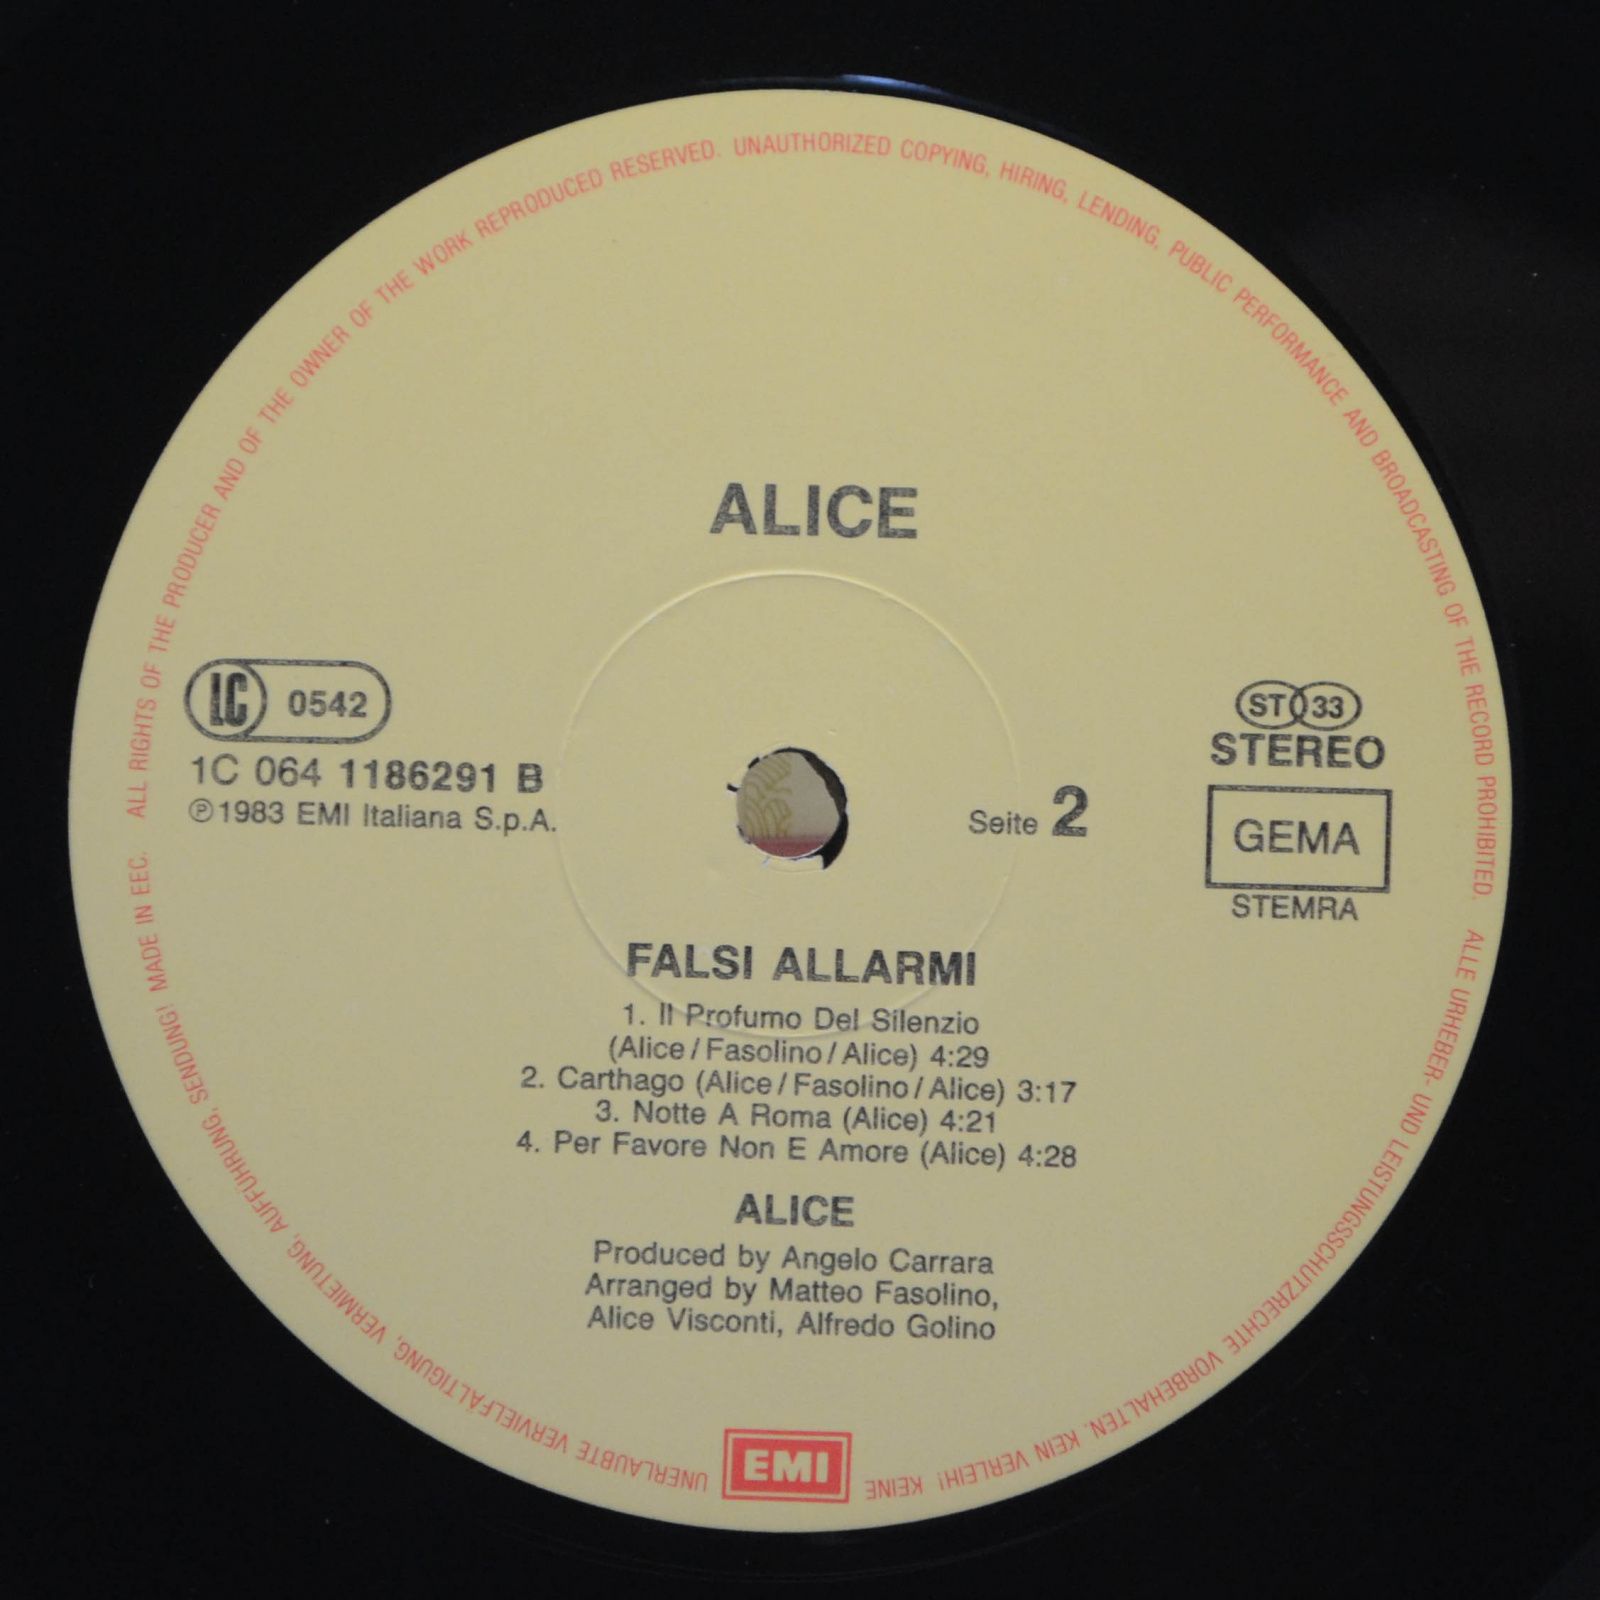 ALL RIGHTS OF THE PRODUCER AND OF THE OWNER OF THE WORK REPRODUCED RESERVED. UNAUTHORIZED COPYING, HIRING, LENDING, PUBLIC PERFORMANCE AND BROADCASTING OF THE RECORD PROHIBITED.
ALICE
LC 0542
1C 064 1186291 B
℗1983 EMI Italiana S.p.A.
Seite 2
ST 33
STEREO
GEMA
STEMRA
FALSI ALLARMI
1. Il Profumo Del Silenzio
(Alice / Fasolino / Alice) 4:29
2. Carthago (Alice / Fasolino / Alice) 3:17
3. Notte A Roma (Alice) 4:21
4. Per Favore Non E Amore (Alice) 4:28
ALICE
Produced by Angelo Carrara
Arranged by Matteo Fasolino,
Alice Visconti, Alfredo Golino
EMI
ALLE URHEBER- UND LEISTUNGSSCHUTZRECHTE VORBEHALTEN. KEIN VERLEIH! KEINE UNERLAUBTE VERVIELFÄLTIGUNG, VERMIETUNG, AUFFÜHRUNG, SENDUNG! MADE IN EEC.